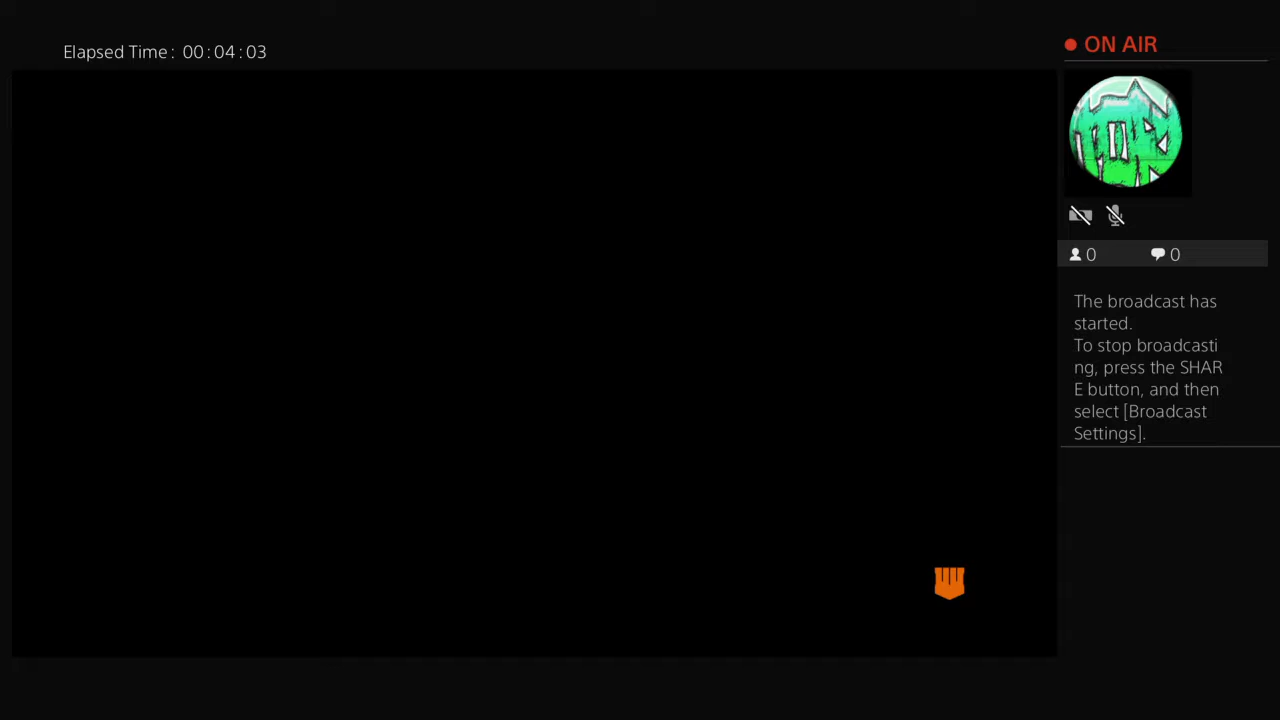 Elapsed Time: 00:04:03
ON AIR
0 0
The broadcast has
started.
To stop broadcasti
ng, press the SHAR
E button, and then
select [Broadcast
Settings].